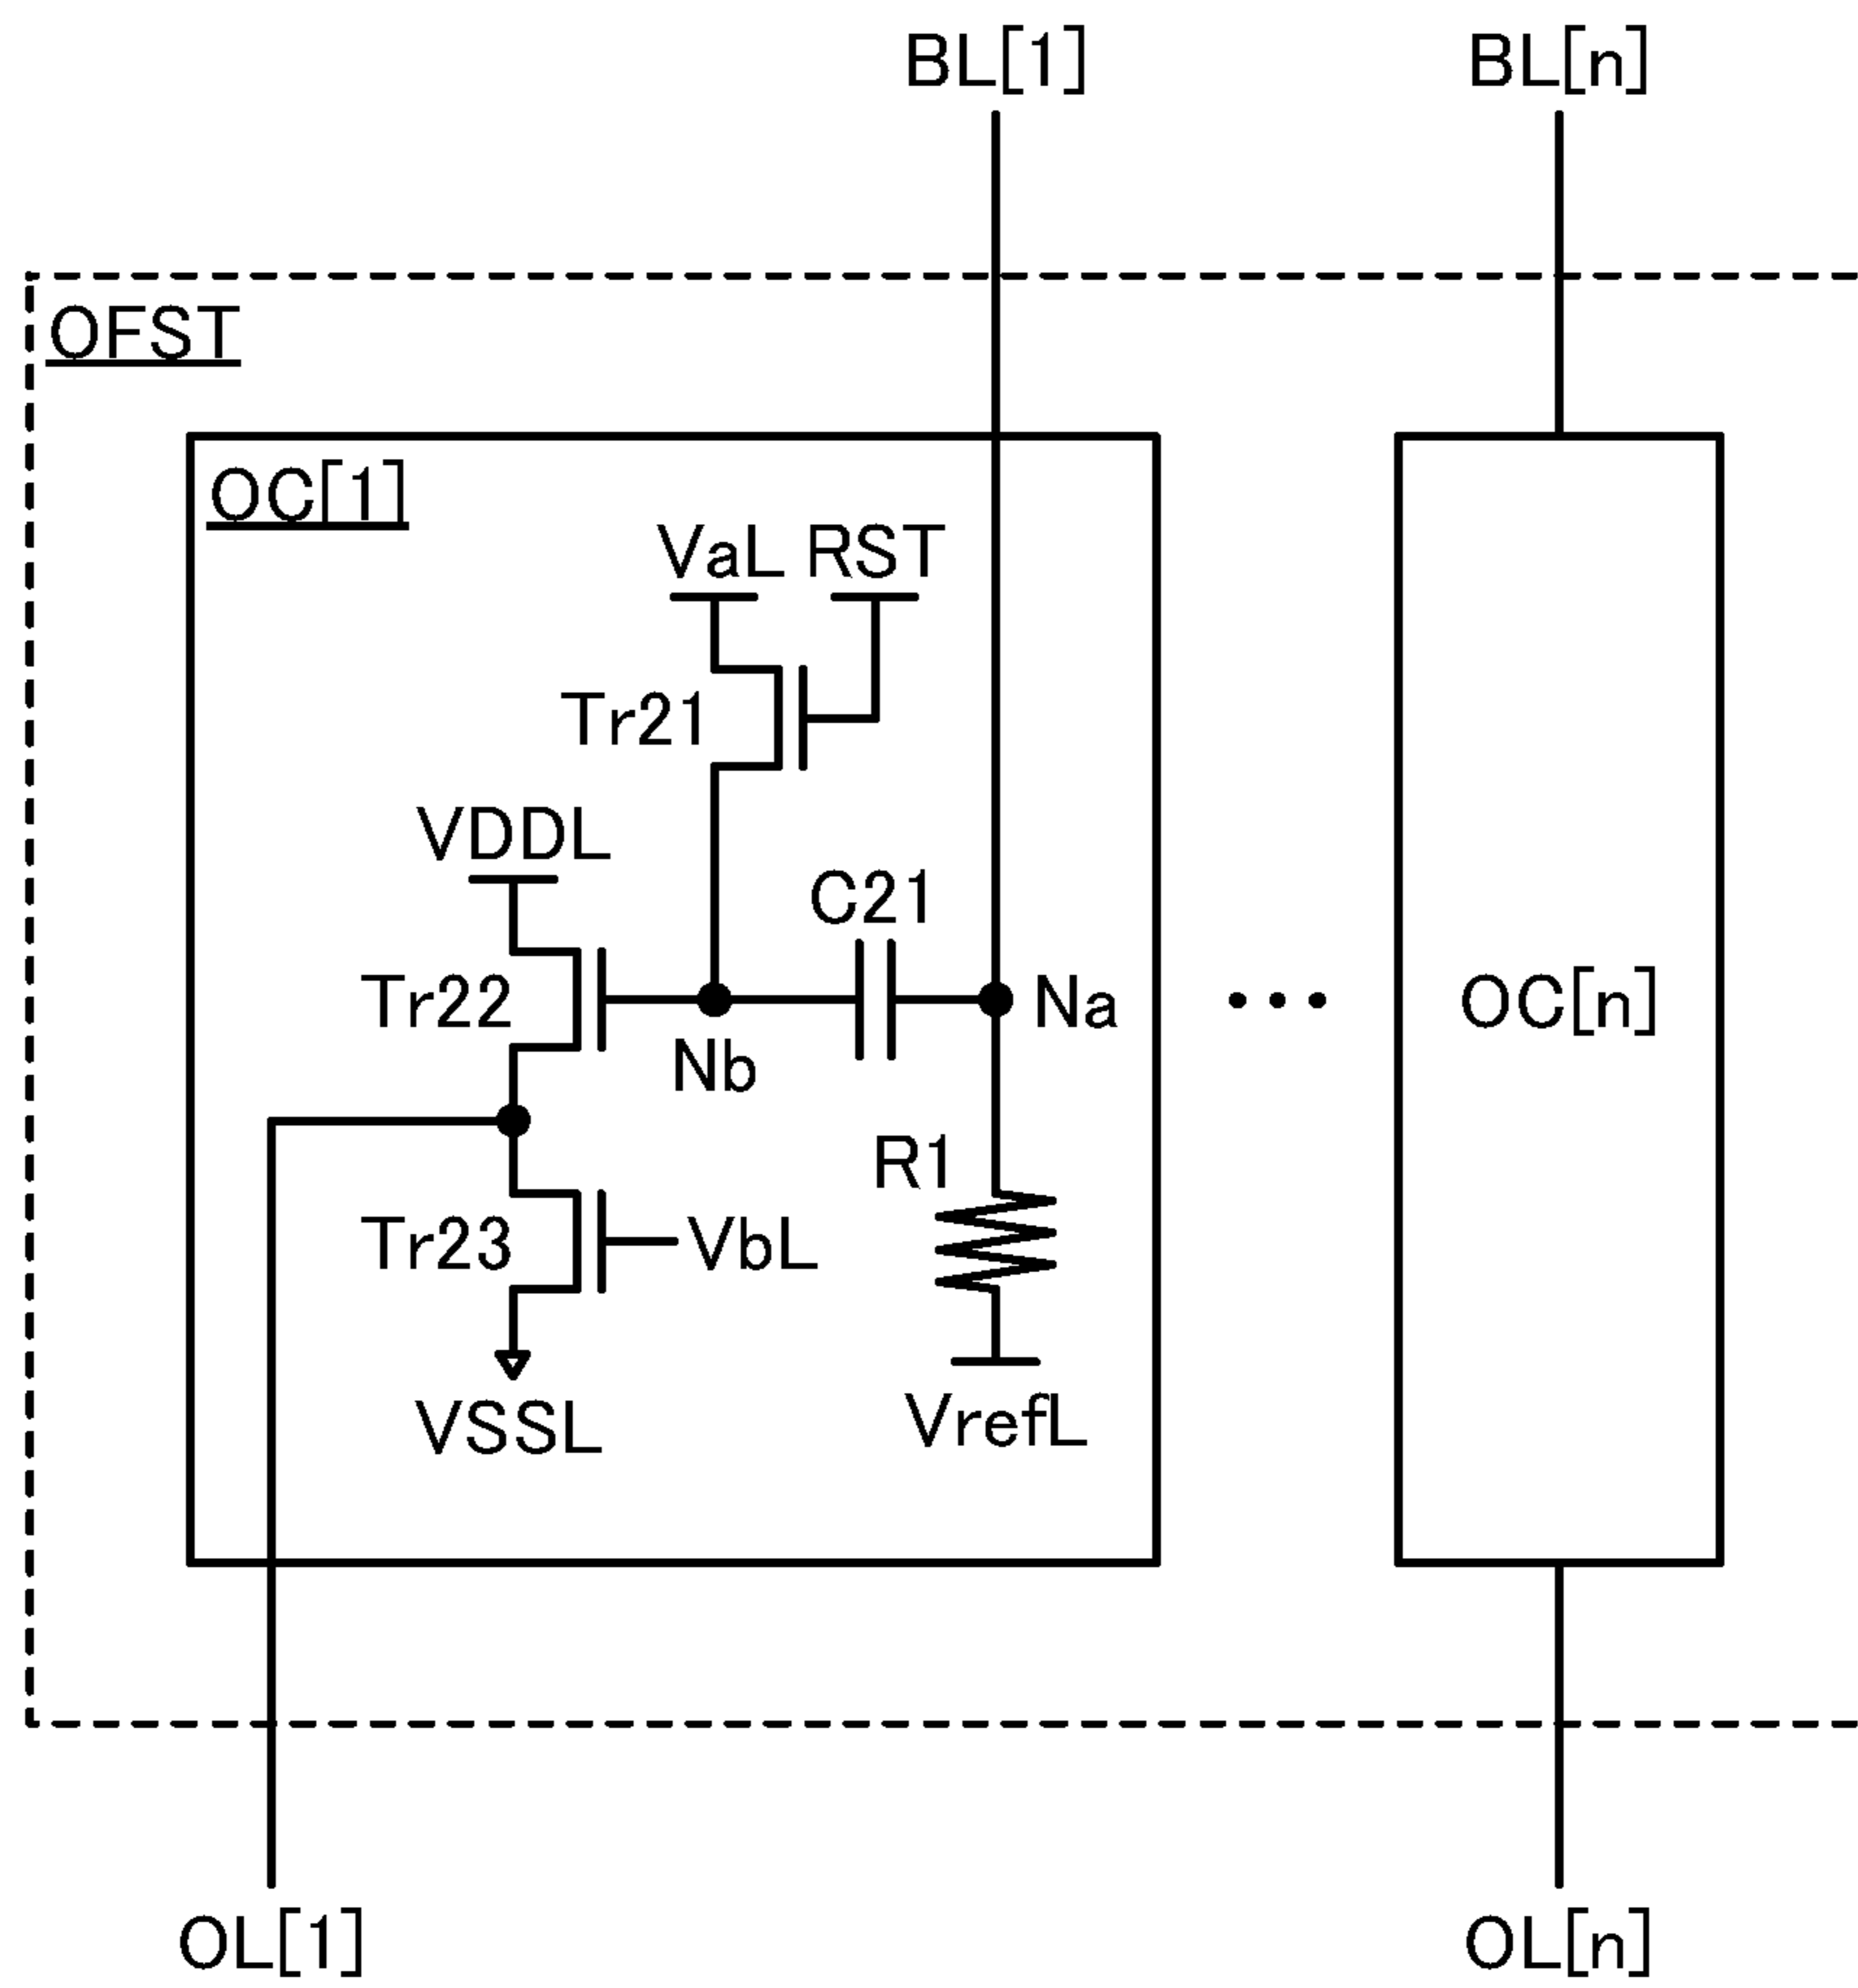 BL[1] BL[n]
OFST
OC[1]
VaL RST
Tr21
VDDL
C21
Tr22 Na ··· OC[n]
Nb
R1
Tr23 VbL
VSSL VrefL
OL[1] OL[n]